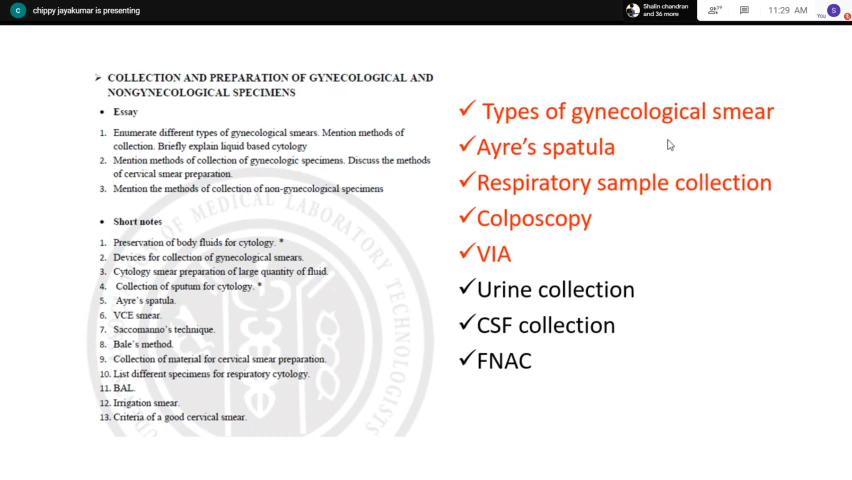 chippy jayakumar is presenting
Shalin chandran
and 36 more
39
11:29 AM
You
S
c
➢ COLLECTION AND PREPARATION OF GYNECOLOGICAL AND
NONGYNECOLOGICAL SPECIMENS
• Essay
1. Enumerate different types of gynecological smears. Mention methods of
collection. Briefly explain liquid based cytology
2. Mention methods of collection of gynecologic specimens. Discuss the methods
of cervical smear preparation.
3. Mention the methods of collection of non-gynecological specimens
• Short notes
1. Preservation of body fluids for cytology. *
2. Devices for collection of gynecological smears.
3. Cytology smear preparation of large quantity of fluid.
4. Collection of sputum for cytology. *
5. Ayre's spatula.
6. VCE smear.
7. Saccomanno's technique.
8. Bale's method.
9. Collection of material for cervical smear preparation.
10. List different specimens for respiratory cytology.
11. BAL.
12. Irrigation smear.
13. Criteria of a good cervical smear.
✓ Types of gynecological smear
✓ Ayre's spatula
✓ Respiratory sample collection
✓ Colposcopy
✓ VIA
✓ Urine collection
✓ CSF collection
✓ FNAC
OF MEDICAL LABORATORY TECHNOLOGISTS